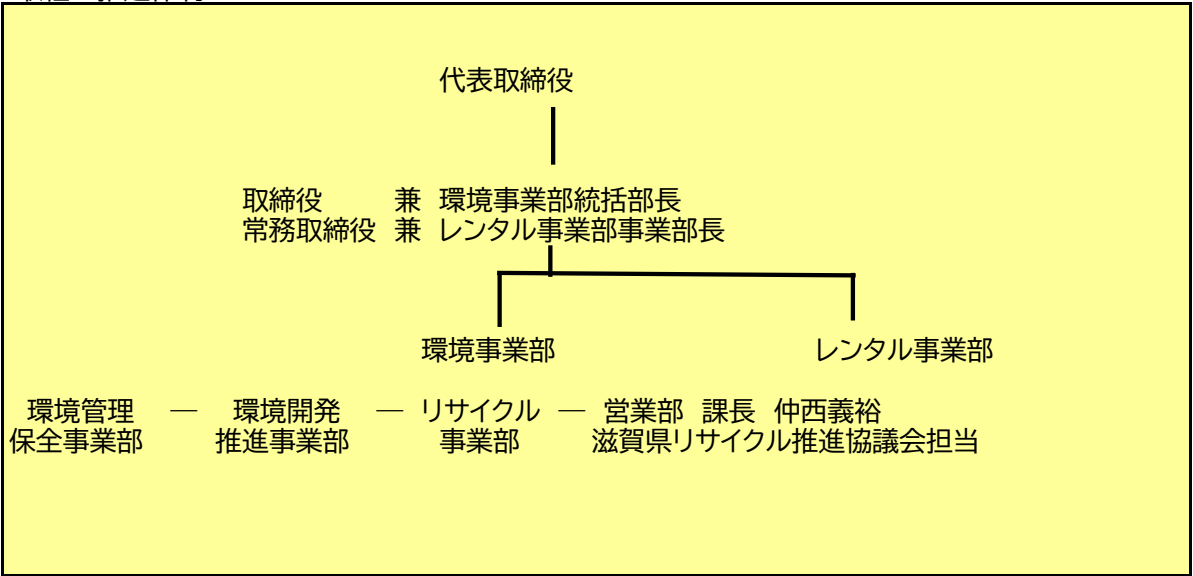 代表取締役
取締役 兼 環境事業部統括部長
常務取締役 兼 レンタル事業部事業部長
環境事業部 レンタル事業部
環境管理 ― 環境開発 ― リサイクル ― 営業部 課長 仲西義裕
保全事業部 推進事業部 事業部 滋賀県リサイクル推進協議会担当